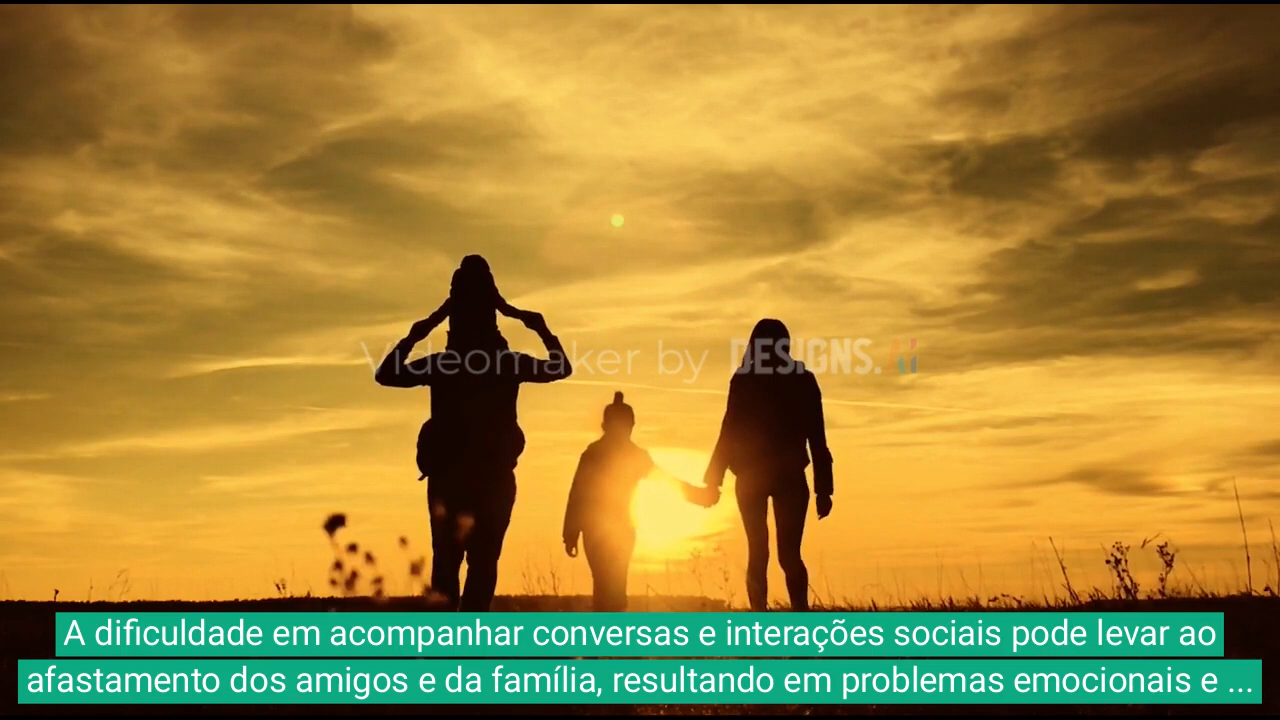 Videomaker by DESIGNS.AI
A dificuldade em acompanhar conversas e interações sociais pode levar ao
afastamento dos amigos e da família, resultando em problemas emocionais e ...